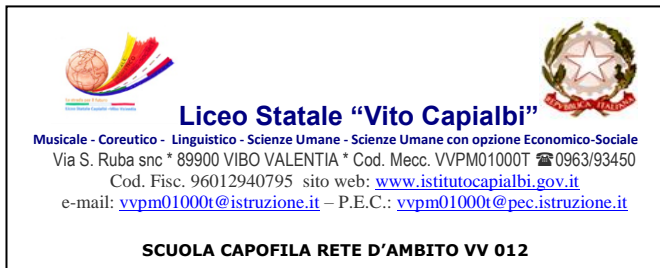 Liceo Statale “Vito Capialbi”
Musicale - Coreutico - Linguistico - Scienze Umane - Scienze Umane con opzione Economico-Sociale
Via S. Ruba snc * 89900 VIBO VALENTIA * Cod. Mecc. VVPM01000T ☎0963/93450
Cod. Fisc. 96012940795 sito web: www.istitutocapialbi.gov.it
e-mail: vvpm01000t@istruzione.it – P.E.C.: vvpm01000t@pec.istruzione.it
SCUOLA CAPOFILA RETE D’AMBITO VV 012